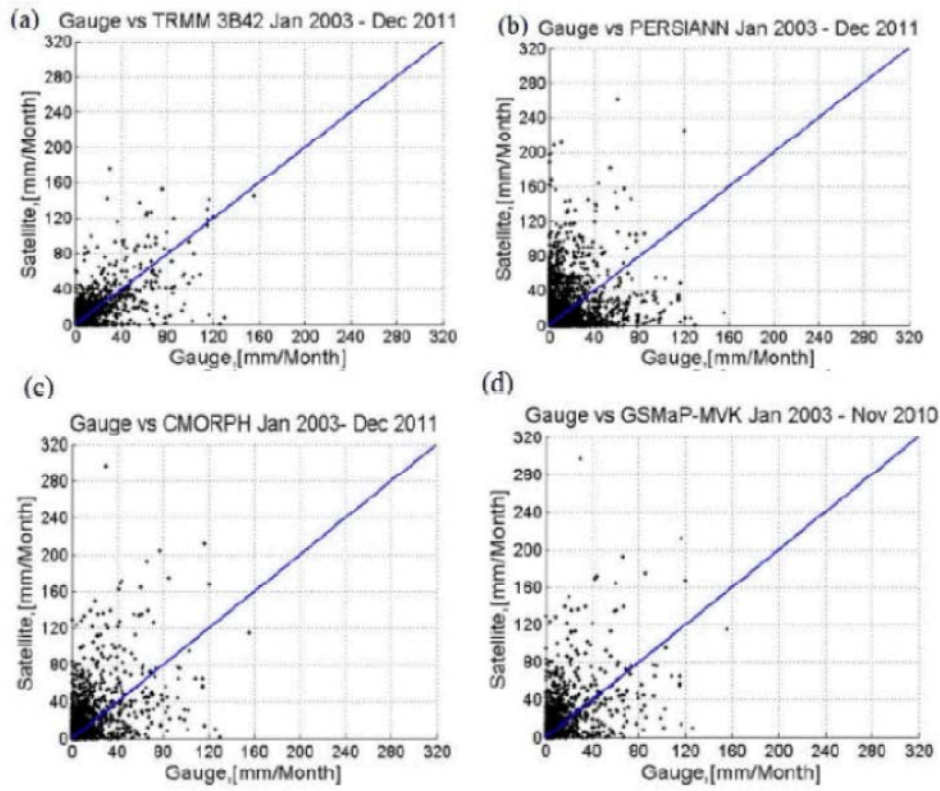 (a) Gauge vs TRMM 3B42 Jan 2003 - Dec 2011
320
280
240
200
160
120
80
40
0
Satellite,[mm/Month]
0 40 80 120 160 200 240 280 320
Gauge,[mm/Month]
(b) Gauge vs PERSIANN Jan 2003 - Dec 2011
320
280
240
200
160
120
80
40
0
Satellite,[mm/Month]
0 40 80 120 160 200 240 280 320
Gauge,[mm/Month]
(c)
Gauge vs CMORPH Jan 2003- Dec 2011
320
280
240
200
160
120
80
40
0
Satellite,[mm/Month]
0 40 80 120 160 200 240 280 320
Gauge,[mm/Month]
(d)
Gauge vs GSMaP-MVK Jan 2003 - Nov 2010
320
280
240
200
160
120
80
40
0
Satellite,[mm/Month]
0 40 80 120 160 200 240 280 320
Gauge,[mm/Month]